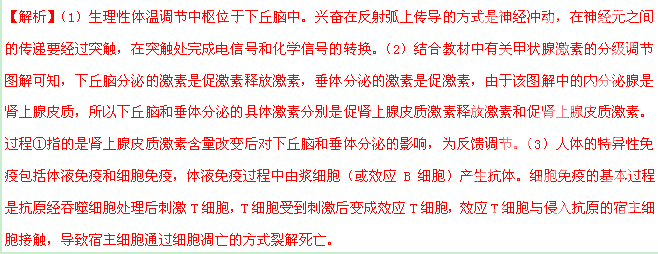 【解析】(1)生理性体温调节中枢位于下丘脑中。兴奋在反射弧上传导的方式是神经冲动，在神经元之间
的传递要经过突触，在突触处完成电信号和化学信号的转换。(2)结合教材中有关甲状腺激素的分级调节
图解可知，下丘脑分泌的激素是促激素释放激素，垂体分泌的激素是促激素，由于该图解中的内分泌腺是
肾上腺皮质，所以下丘脑和垂体分泌的具体激素分别是促肾上腺皮质激素释放激素和促肾上腺皮质激素。
过程①指的是肾上腺皮质激素含量改变后对下丘脑和垂体分泌的影响，为反馈调节。(3)人体的特异性免
疫包括体液免疫和细胞免疫，体液免疫过程中由浆细胞（或效应 B 细胞）产生抗体。细胞免疫的基本过程
是抗原经吞噬细胞处理后刺激T细胞，T细胞受到刺激后变成效应T细胞，效应T细胞与侵入抗原的宿主细
胞接触，导致宿主细胞通过细胞凋亡的方式裂解死亡。